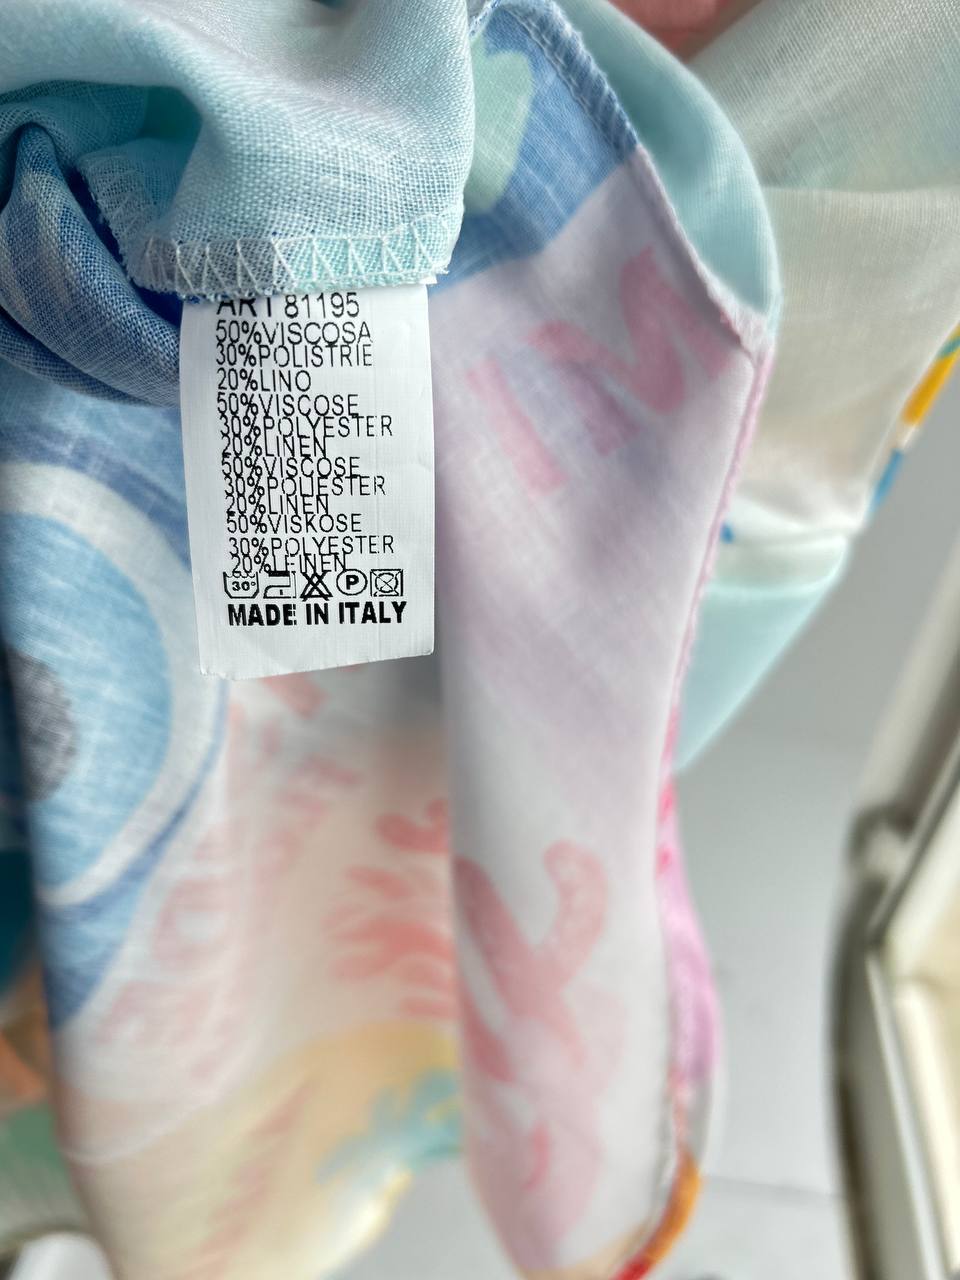 ART 81195
50%VISCOSA
30%POLISTRIE
20%LINO
50%VISCOSE
30%POLYESTER
20%LINEN
50%VISCOSE
30%POLIESTER
20%LINEN
50%VISKOSE
30%POLYESTER
20%LEINEN
30° P
MADE IN ITALY